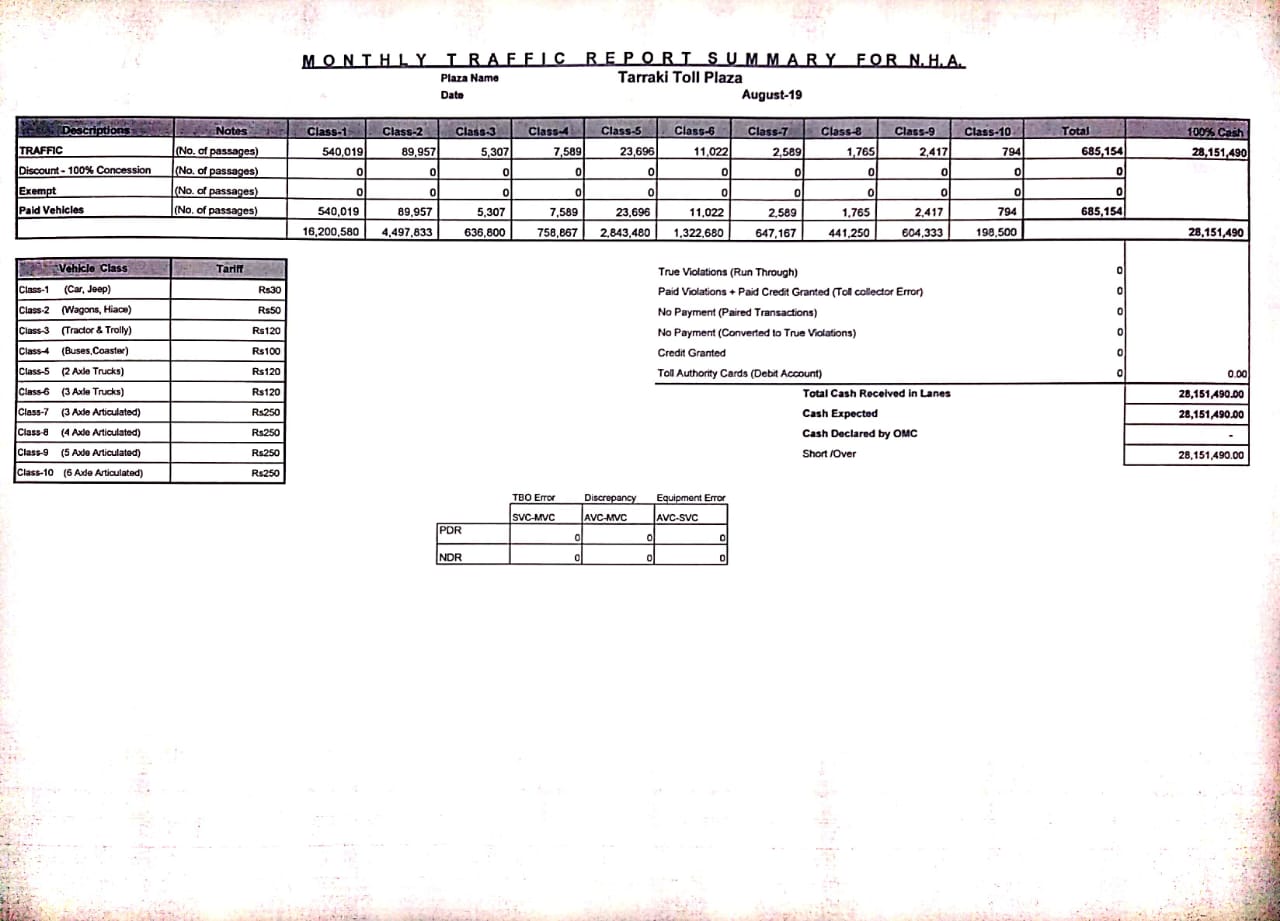 MONTHLY TRAFFIC REPORT SUMMARY FOR N.H.A.
Plaza Name Tarraki Toll Plaza
Date August-19
Descriptions Notes Class-1 Class-2 Class-3 Class-4 Class-5 Class-6 Class-7 Class-8 Class-9 Class-10 Total 100% Cash
TRAFFIC (No. of passages) 540,019 89,957 5,307 7,589 23,696 11,022 2,589 1,765 2,417 794 685,154 28,151,490
Discount - 100% Concession (No. of passages) 0 0 0 0 0 0 0 0 0 0 0
Exempt (No. of passages) 0 0 0 0 0 0 0 0 0 0 0
Paid Vehicles (No. of passages) 540,019 89,957 5,307 7,589 23,696 11,022 2,589 1,765 2,417 794 685,154
16,200,580 4,497,833 636,800 758,867 2,843,480 1,322,680 647,167 441,250 604,333 198,500 28,151,490
Vehicle Class Tariff
Class-1 (Car, Jeep) Rs30
Class-2 (Wagons, Hiace) Rs50
Class-3 (Tractor & Trolly) Rs120
Class-4 (Buses,Coaster) Rs100
Class-5 (2 Axle Trucks) Rs120
Class-6 (3 Axle Trucks) Rs120
Class-7 (3 Axle Articulated) Rs250
Class-8 (4 Axle Articulated) Rs250
Class-9 (5 Axle Articulated) Rs250
Class-10 (6 Axle Articulated) Rs250
True Violations (Run Through) 0
Paid Violations + Paid Credit Granted (Toll collector Error) 0
No Payment (Paired Transactions) 0
No Payment (Converted to True Violations) 0
Credit Granted 0
Toll Authority Cards (Debit Account) 0 0.00
Total Cash Received in Lanes 28,151,490.00
Cash Expected 28,151,490.00
Cash Declared by OMC -
Short /Over 28,151,490.00
TBO Error Discrepancy Equipment Error
SVC-MVC AVC-MVC AVC-SVC
PDR 0 0 0
NDR 0 0 0